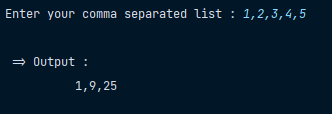 Enter your comma separated list : 1,2,3,4,5
=> Output :
1,9,25